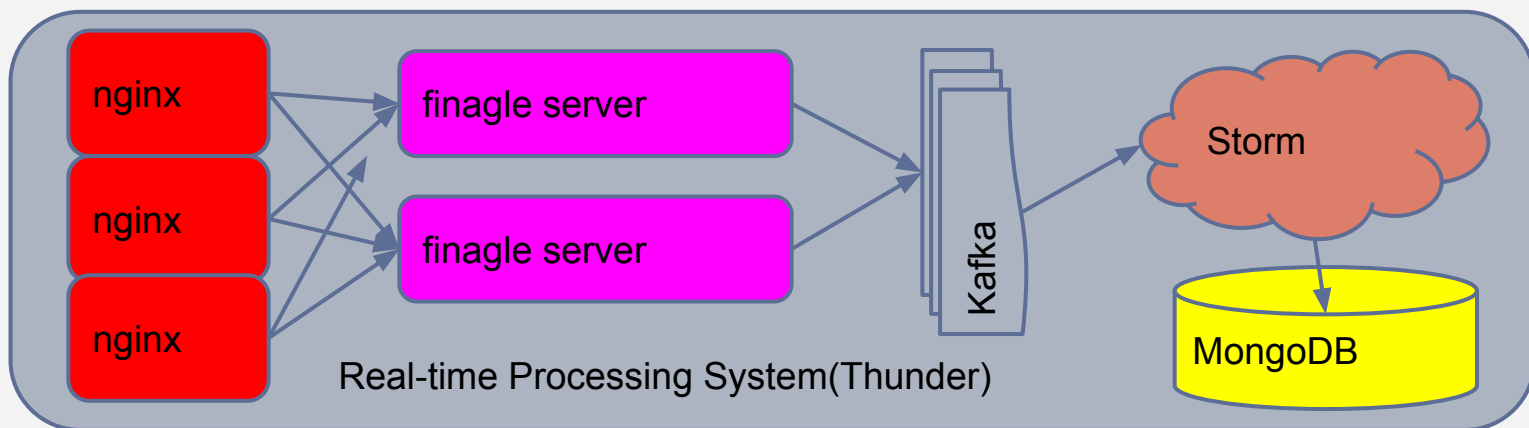 nginx
nginx
nginx
finagle server
finagle server
Kafka
Storm
MongoDB
Real-time Processing System(Thunder)